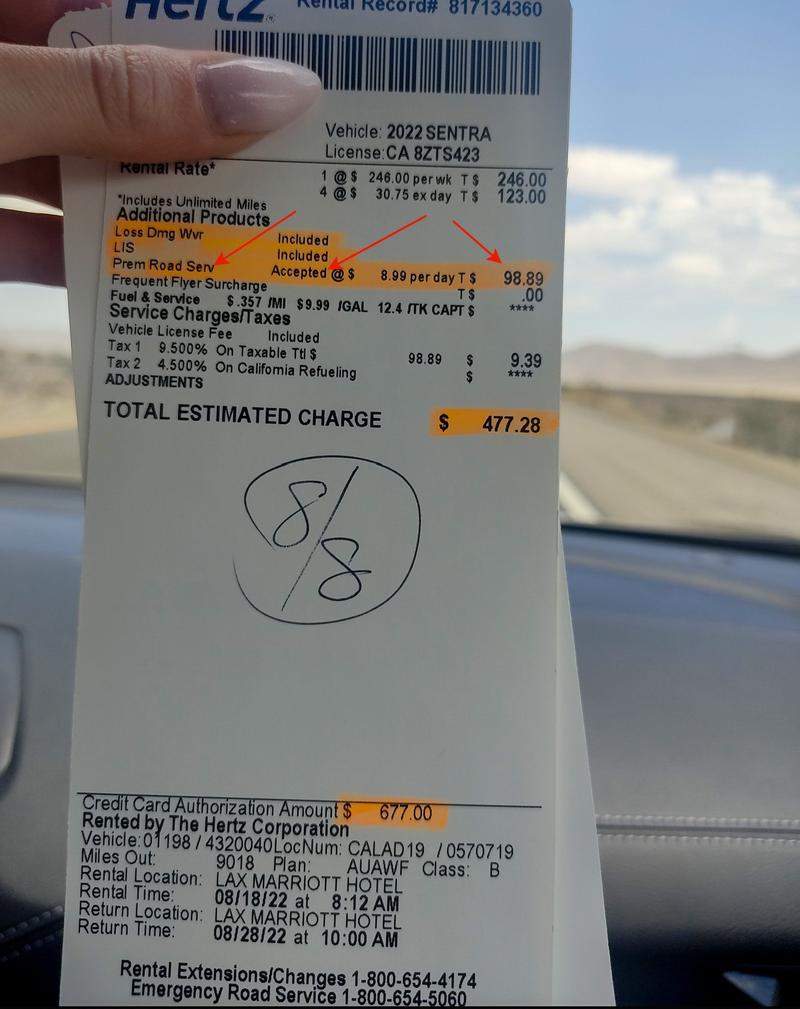 Hertz® Rental Record# 817134360
Vehicle: 2022 SENTRA
License:CA 8ZTS423
Rental Rate* 1 @ $ 246.00 per wk T $ 246.00
4 @ $ 30.75 ex day T $ 123.00
*Includes Unlimited Miles
Additional Products
Loss Dmg Wvr Included
LIS Included
Prem Road Serv Accepted @ $ 8.99 per day T $ 98.89
Frequent Flyer Surcharge T $ .00
Fuel & Service $ .357 /MI $9.99 /GAL 12.4 /TK CAPT $ ****
Service Charges/Taxes
Vehicle License Fee Included
Tax 1 9.500% On Taxable Ttl $ 98.89 $ 9.39
Tax 2 4.500% On California Refueling $ ****
ADJUSTMENTS
TOTAL ESTIMATED CHARGE $ 477.28
8/8
Credit Card Authorization Amount $ 677.00
Rented by The Hertz Corporation
Vehicle:01198 / 4320040 LocNum: CALAD19 / 0570719
Miles Out: 9018 Plan: AUAWF Class: B
Rental Location: LAX MARRIOTT HOTEL
Rental Time: 08/18/22 at 8:12 AM
Return Location: LAX MARRIOTT HOTEL
Return Time: 08/28/22 at 10:00 AM
Rental Extensions/Changes 1-800-654-4174
Emergency Road Service 1-800-654-5060